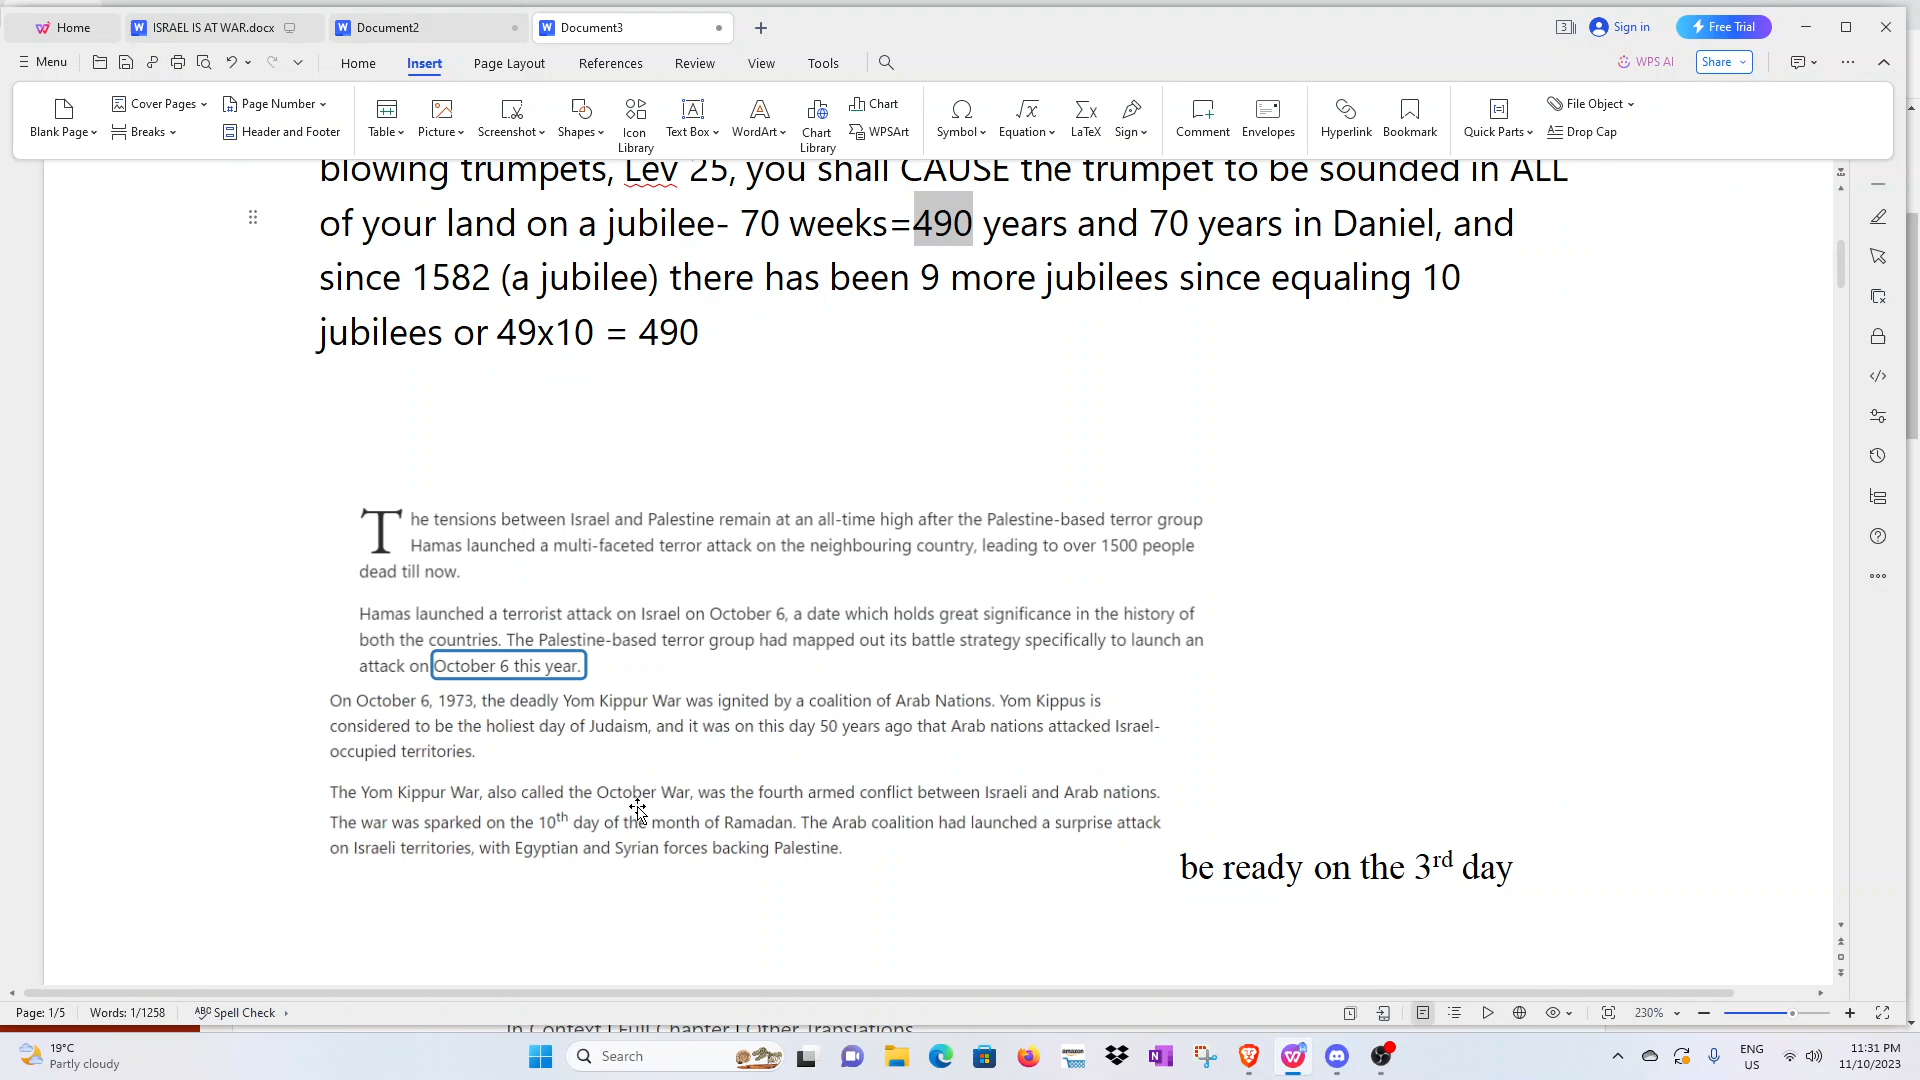 Home
ISRAEL IS AT WAR.docx
Document2
Document3
3
Sign in
Free Trial
Menu
Home
Insert
Page Layout
References
Review
View
Tools
WPS AI
Share
Blank Page
Cover Pages
Breaks
Page Number
Header and Footer
Table
Picture
Screenshot
Shapes
Icon
Library
Text Box
WordArt
Chart
Library
Chart
WPSArt
Symbol
Equation
LaTeX
Sign
Comment
Envelopes
Hyperlink
Bookmark
Quick Parts
File Object
Drop Cap
blowing trumpets, Lev 25, you shall CAUSE the trumpet to be sounded in ALL
of your land on a jubilee- 70 weeks=490 years and 70 years in Daniel, and
since 1582 (a jubilee) there has been 9 more jubilees since equaling 10
jubilees or 49x10 = 490
The tensions between Israel and Palestine remain at an all-time high after the Palestine-based terror group
Hamas launched a multi-faceted terror attack on the neighbouring country, leading to over 1500 people
dead till now.
Hamas launched a terrorist attack on Israel on October 6, a date which holds great significance in the history of
both the countries. The Palestine-based terror group had mapped out its battle strategy specifically to launch an
attack on October 6 this year.
On October 6, 1973, the deadly Yom Kippur War was ignited by a coalition of Arab Nations. Yom Kippus is
considered to be the holiest day of Judaism, and it was on this day 50 years ago that Arab nations attacked Israel-
occupied territories.
The Yom Kippur War, also called the October War, was the fourth armed conflict between Israeli and Arab nations.
The war was sparked on the 10th day of the month of Ramadan. The Arab coalition had launched a surprise attack
on Israeli territories, with Egyptian and Syrian forces backing Palestine.
be ready on the 3rd day
Page: 1/5
Words: 1/1258
Spell Check
230%
In Context | Full Chapter | Other Translations
19°C
Partly cloudy
Search
amazon
ENG
US
11:31 PM
11/10/2023